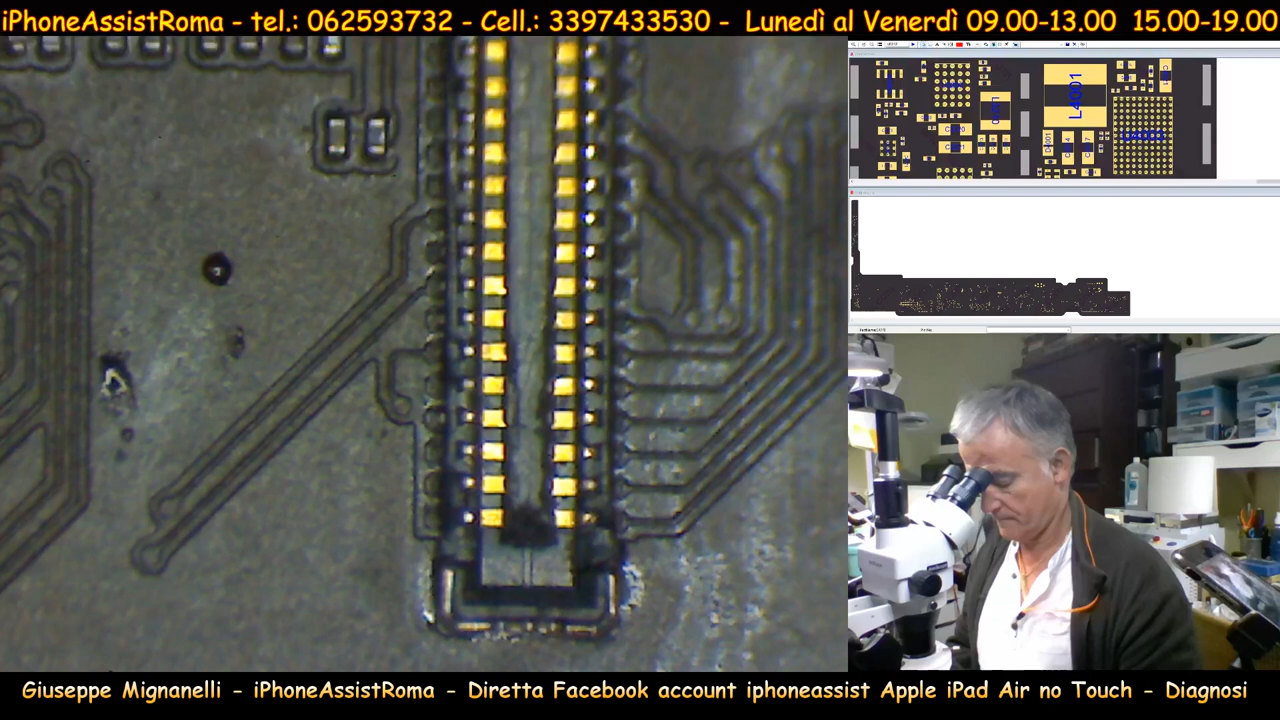 iPhoneAssistRoma - tel.: 062593732 - Cell.: 3397433530 - Lunedì al Venerdì 09.00-13.00 15.00-19.00
L4001
Giuseppe Mignanelli - iPhoneAssistRoma - Diretta Facebook account iphoneassist Apple iPad Air no Touch - Diagnosi